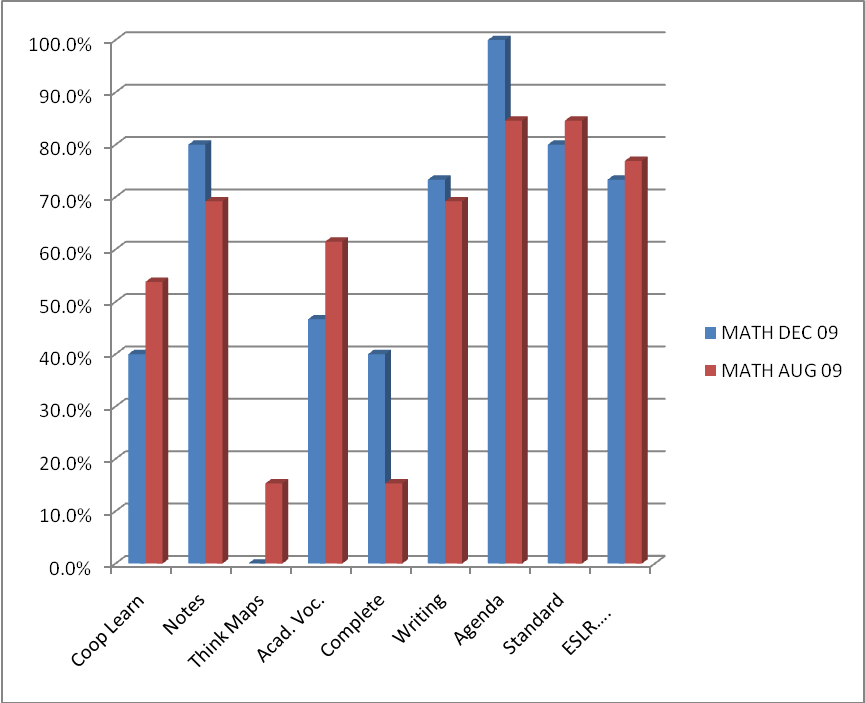 100.0%
90.0%
80.0%
70.0%
60.0%
50.0%
40.0%
30.0%
20.0%
10.0%
0.0%
Coop Learn
Notes
Think Maps
Acad. Voc.
Complete
Writing
Agenda
Standard
ESLR....
MATH DEC 09
MATH AUG 09